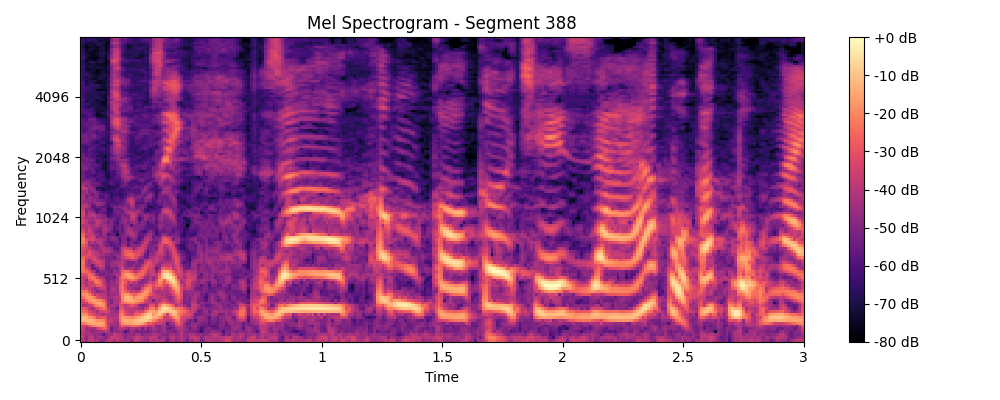 Mel Spectrogram - Segment 388
+0 dB
-10 dB
-20 dB
-30 dB
-40 dB
-50 dB
-60 dB
-70 dB
-80 dB
4096
2048
1024
512
0
Frequency
0
0.5
1
1.5
2
2.5
3
Time